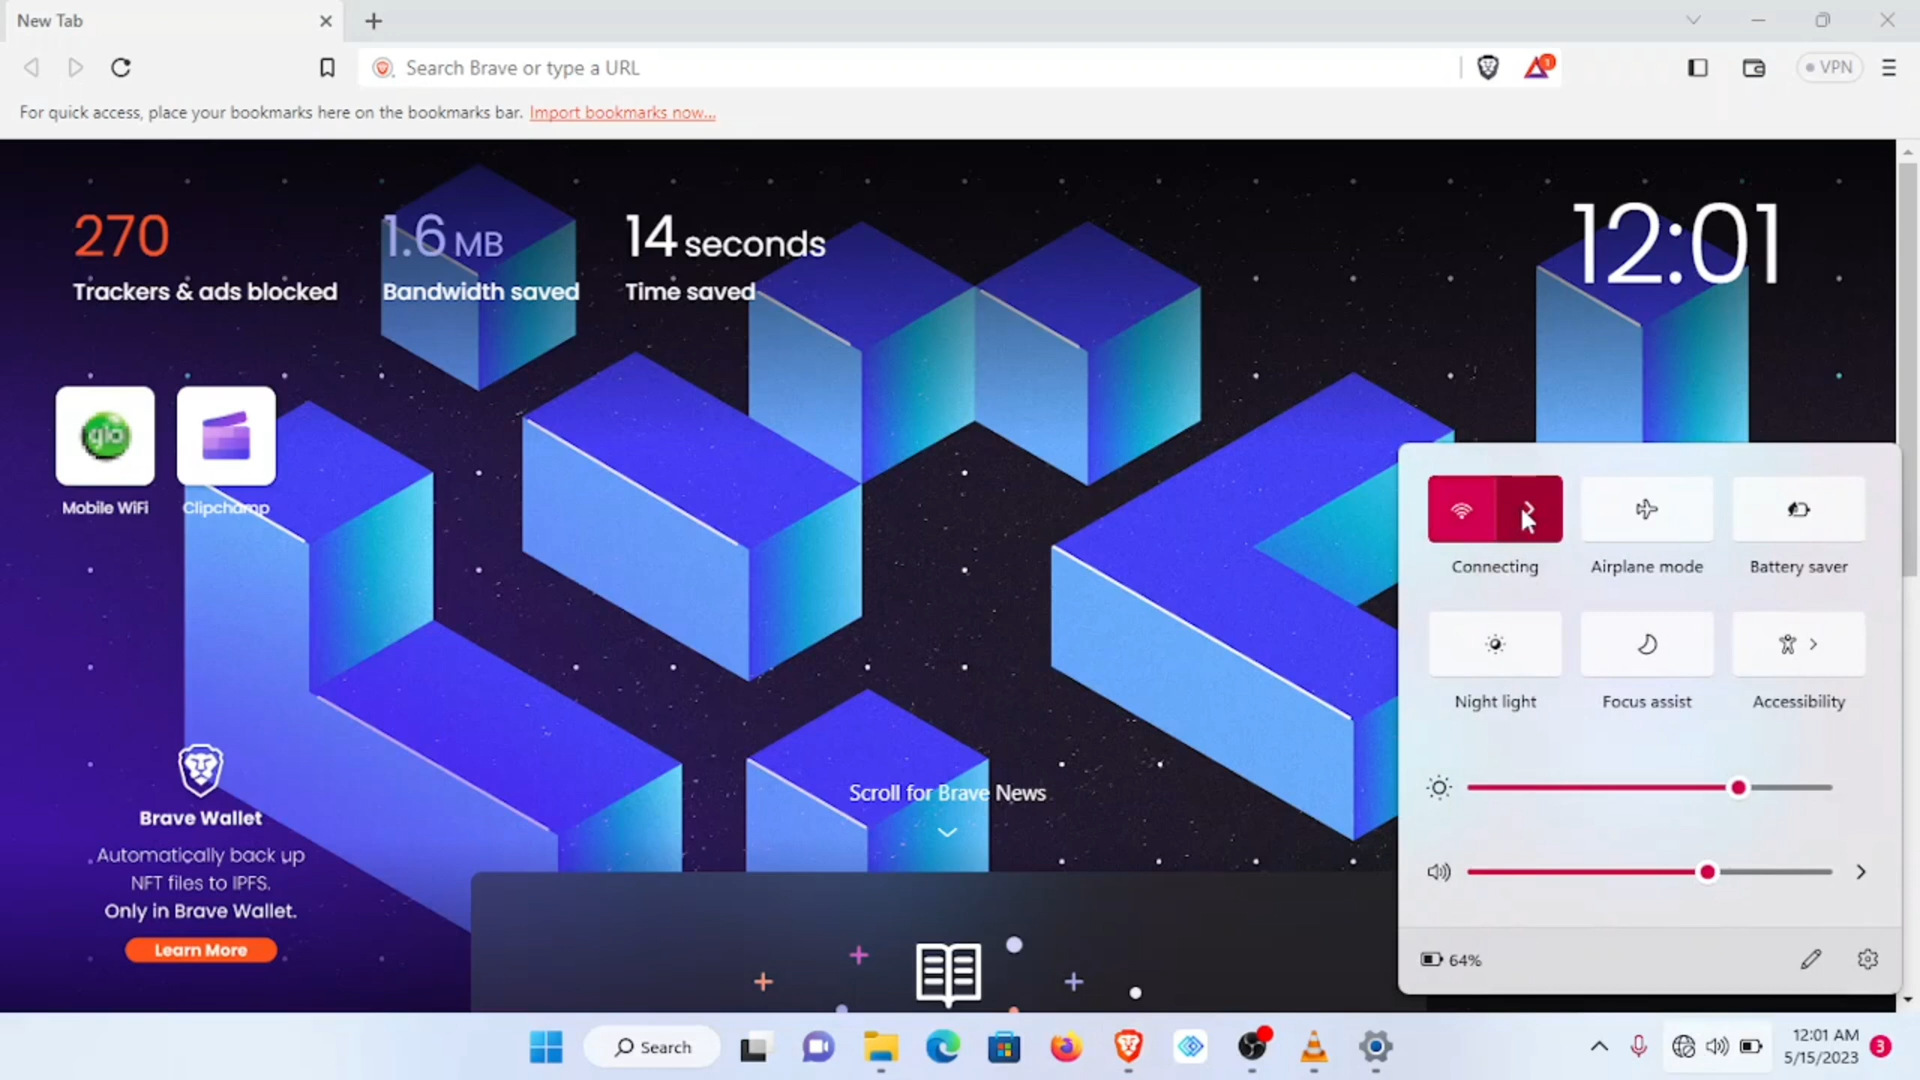 New Tab
Search Brave or type a URL
1
VPN
For quick access, place your bookmarks here on the bookmarks bar. Import bookmarks now...
270
Trackers & ads blocked
1.6 MB
Bandwidth saved
14 seconds
Time saved
12:01
glo
Mobile WiFi
Clipchamp
Connecting
Airplane mode
Battery saver
Night light
Focus assist
Accessibility
Scroll for Brave News
Brave Wallet
Automatically back up
NFT files to IPFS.
Only in Brave Wallet.
Learn More
64%
Search
12:01 AM
5/15/2023
3